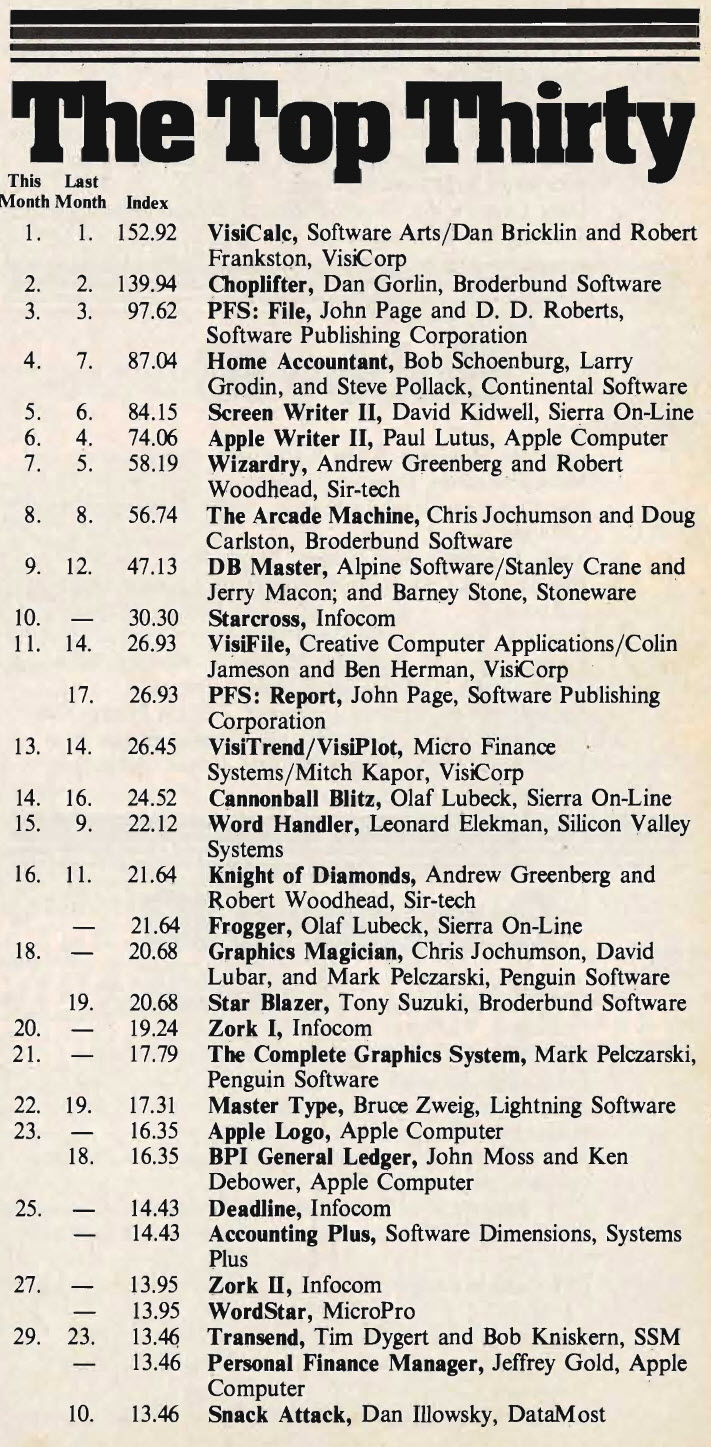 The Top Thirty
This Last
Month Month Index
1. 1. 152.92 VisiCalc, Software Arts/Dan Bricklin and Robert
Frankston, VisiCorp
2. 2. 139.94 Choplifter, Dan Gorlin, Broderbund Software
3. 3. 97.62 PFS: File, John Page and D. D. Roberts,
Software Publishing Corporation
4. 7. 87.04 Home Accountant, Bob Schoenburg, Larry
Grodin, and Steve Pollack, Continental Software
5. 6. 84.15 Screen Writer II, David Kidwell, Sierra On-Line
6. 4. 74.06 Apple Writer II, Paul Lutus, Apple Computer
7. 5. 58.19 Wizardry, Andrew Greenberg and Robert
Woodhead, Sir-tech
8. 8. 56.74 The Arcade Machine, Chris Jochumson and Doug
Carlston, Broderbund Software
9. 12. 47.13 DB Master, Alpine Software/Stanley Crane and
Jerry Macon; and Barney Stone, Stoneware
10. — 30.30 Starcross, Infocom
11. 14. 26.93 VisiFile, Creative Computer Applications/Colin
Jameson and Ben Herman, VisiCorp
17. 26.93 PFS: Report, John Page, Software Publishing
Corporation
13. 14. 26.45 VisiTrend/VisiPlot, Micro Finance
Systems/Mitch Kapor, VisiCorp
14. 16. 24.52 Cannonball Blitz, Olaf Lubeck, Sierra On-Line
15. 9. 22.12 Word Handler, Leonard Elekman, Silicon Valley
Systems
16. 11. 21.64 Knight of Diamonds, Andrew Greenberg and
Robert Woodhead, Sir-tech
— 21.64 Frogger, Olaf Lubeck, Sierra On-Line
18. — 20.68 Graphics Magician, Chris Jochumson, David
Lubar, and Mark Pelczarski, Penguin Software
19. 20.68 Star Blazer, Tony Suzuki, Broderbund Software
20. — 19.24 Zork I, Infocom
21. — 17.79 The Complete Graphics System, Mark Pelczarski,
Penguin Software
22. 19. 17.31 Master Type, Bruce Zweig, Lightning Software
23. — 16.35 Apple Logo, Apple Computer
18. 16.35 BPI General Ledger, John Moss and Ken
Debower, Apple Computer
25. — 14.43 Deadline, Infocom
— 14.43 Accounting Plus, Software Dimensions, Systems
Plus
27. — 13.95 Zork II, Infocom
— 13.95 WordStar, MicroPro
29. 23. 13.46 Transend, Tim Dygert and Bob Kniskern, SSM
— 13.46 Personal Finance Manager, Jeffrey Gold, Apple
Computer
10. 13.46 Snack Attack, Dan Illowsky, DataMost